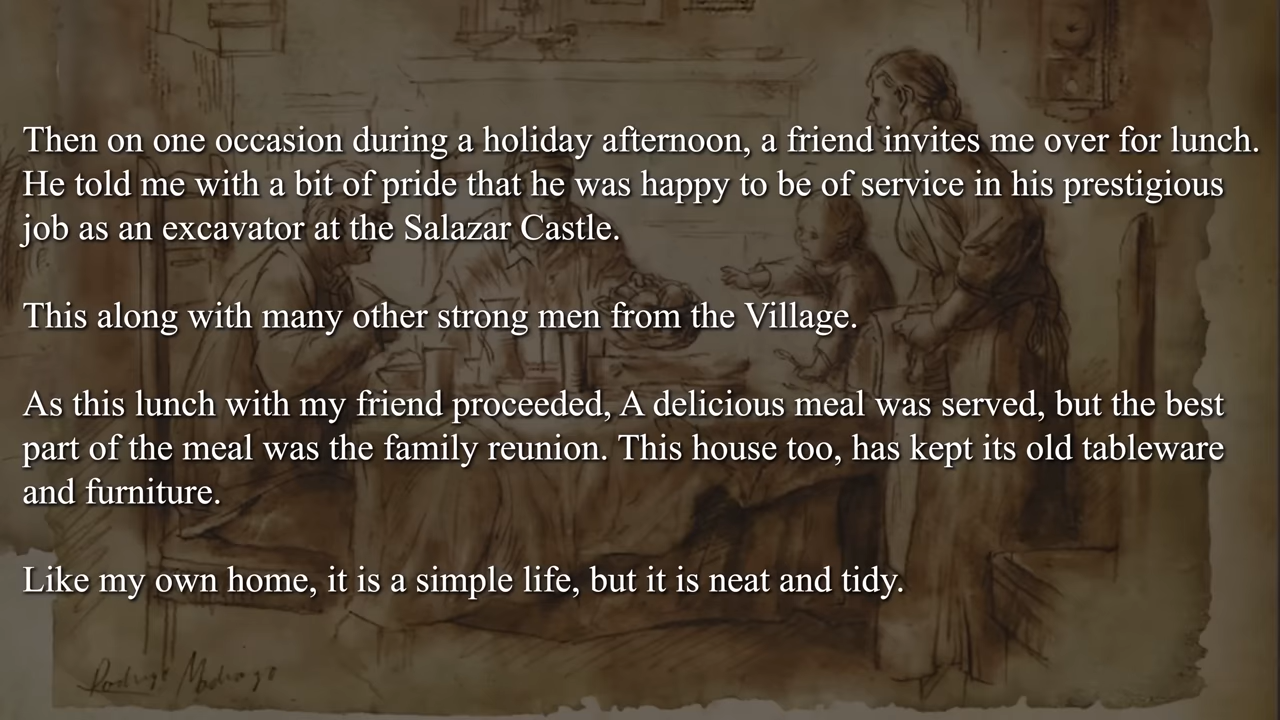 Then on one occasion during a holiday afternoon, a friend invites me over for lunch.
He told me with a bit of pride that he was happy to be of service in his prestigious
job as an excavator at the Salazar Castle.
This along with many other strong men from the Village.
As this lunch with my friend proceeded, A delicious meal was served, but the best
part of the meal was the family reunion. This house too, has kept its old tableware
and furniture.
Like my own home, it is a simple life, but it is neat and tidy.